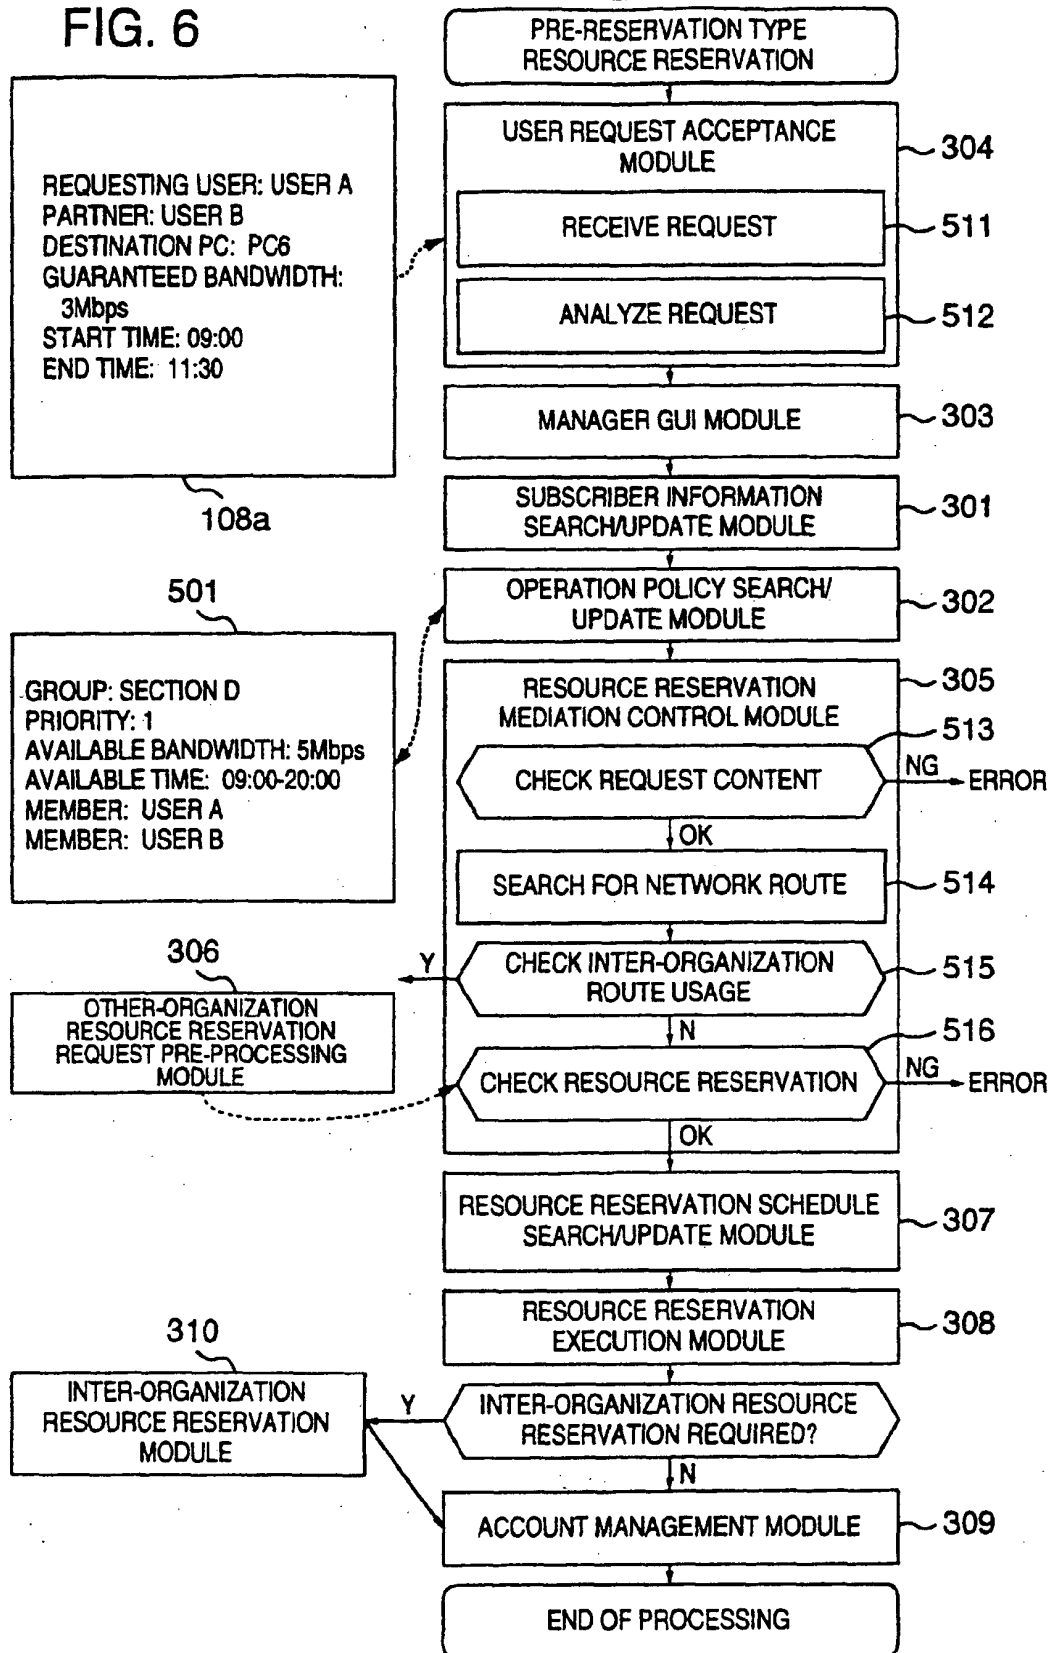 FIG. 6
PRE-RESERVATION TYPE
RESOURCE RESERVATION
REQUESTING USER: USER A
PARTNER: USER B
DESTINATION PC: PC6
GUARANTEED BANDWIDTH:
3Mbps
START TIME: 09:00
END TIME: 11:30
108a
USER REQUEST ACCEPTANCE
MODULE
304
RECEIVE REQUEST
511
ANALYZE REQUEST
512
MANAGER GUI MODULE
303
SUBSCRIBER INFORMATION
SEARCH/UPDATE MODULE
301
OPERATION POLICY SEARCH/
UPDATE MODULE
302
501
GROUP: SECTION D
PRIORITY: 1
AVAILABLE BANDWIDTH: 5Mbps
AVAILABLE TIME: 09:00-20:00
MEMBER: USER A
MEMBER: USER B
RESOURCE RESERVATION
MEDIATION CONTROL MODULE
305
513
CHECK REQUEST CONTENT
NG
ERROR
OK
SEARCH FOR NETWORK ROUTE
514
CHECK INTER-ORGANIZATION
ROUTE USAGE
515
Y
N
306
OTHER-ORGANIZATION
RESOURCE RESERVATION
REQUEST PRE-PROCESSING
MODULE
516
CHECK RESOURCE RESERVATION
NG
ERROR
OK
RESOURCE RESERVATION SCHEDULE
SEARCH/UPDATE MODULE
307
RESOURCE RESERVATION
EXECUTION MODULE
308
310
INTER-ORGANIZATION
RESOURCE RESERVATION
MODULE
Y
INTER-ORGANIZATION RESOURCE
RESERVATION REQUIRED?
N
ACCOUNT MANAGEMENT MODULE
309
END OF PROCESSING